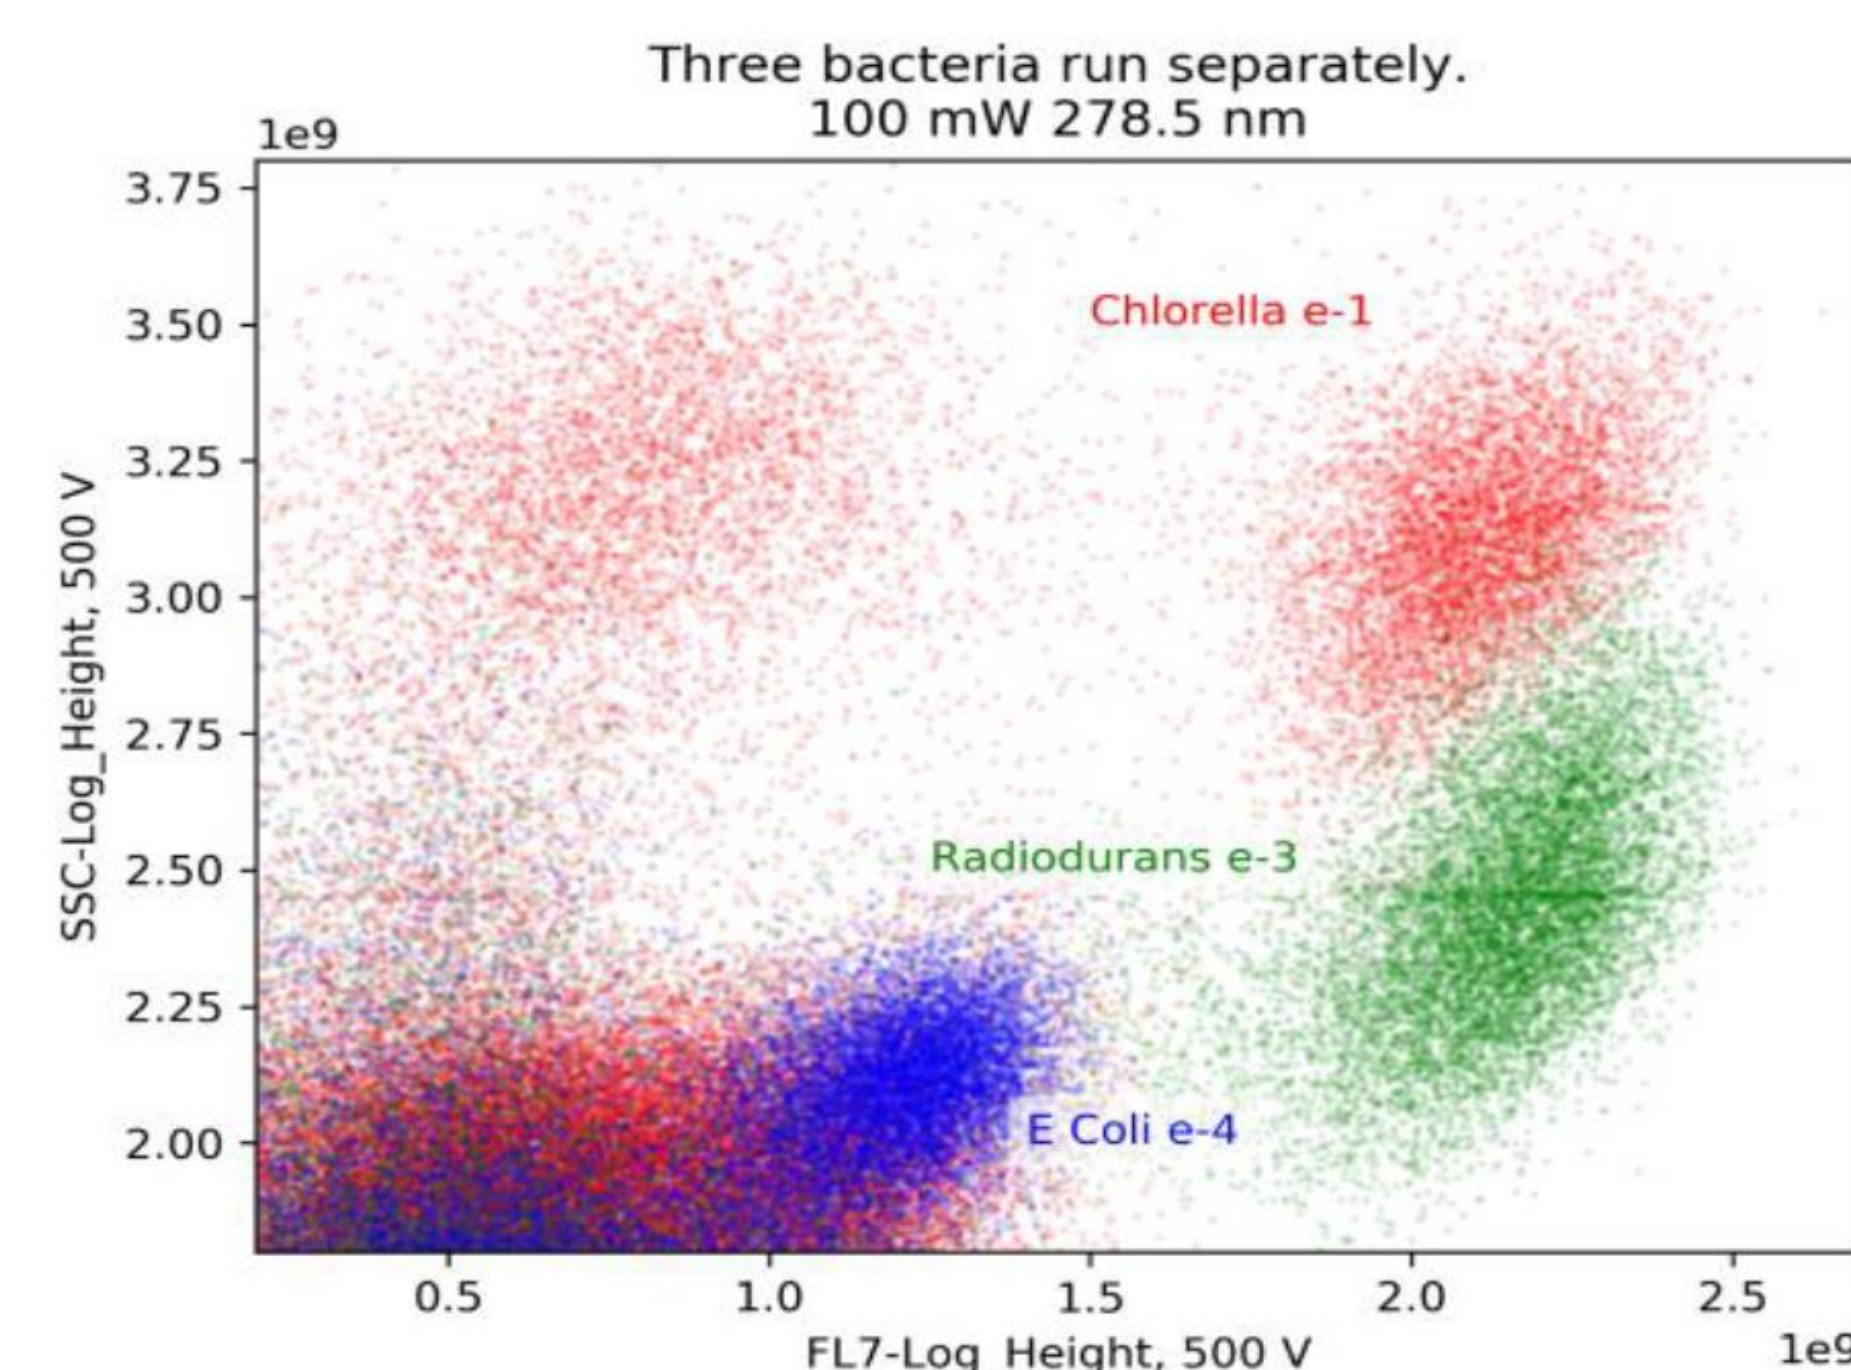 Three bacteria run separately.
100 mW 278.5 nm
1e9
3.75
3.50
3.25
3.00
2.75
2.50
2.25
2.00
SSC-Log_Height, 500 V
Chlorella e-1
Radiodurans e-3
E Coli e-4
0.5 1.0 1.5 2.0 2.5
FL7-Log_Height, 500 V
1e9